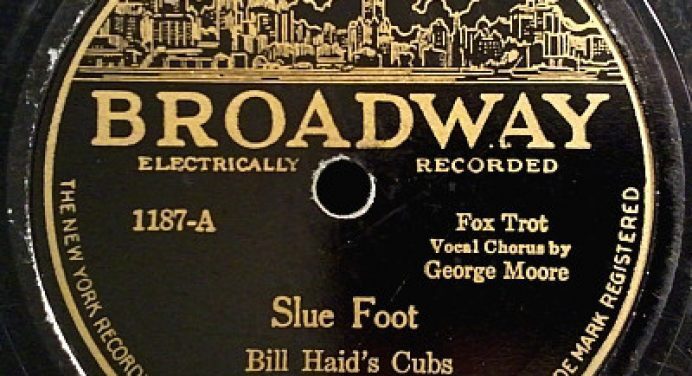 BROADWAY
ELECTRICALLY RECORDED
1187-A
Fox Trot
Vocal Chorus by
George Moore
Slue Foot
Bill Haid's Cubs
THE NEW YORK RECOR
DE MARK REGISTERED